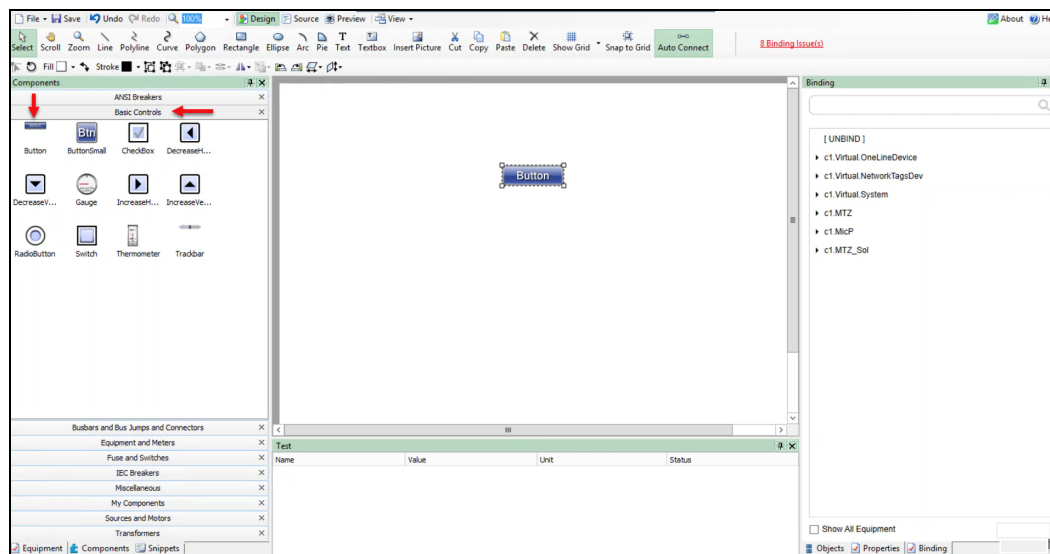 File Save Undo Redo 100% Design Source Preview View About
Select Scroll Zoom Line Polyline Curve Polygon Rectangle Ellipse Arc Pie Text Textbox Insert Picture Cut Copy Paste Delete Show Grid Snap to Grid Auto Connect 8 Binding Issue(s)
Fill Stroke
Components
ANSI Breakers
Basic Controls
Btn
Button ButtonSmall CheckBox DecreaseH...
DecreaseV... Gauge IncreaseH... IncreaseVe...
RadioButton Switch Thermometer Trackbar
Busbars and Bus Jumps and Connectors
Equipment and Meters
Fuse and Switches
IEC Breakers
Miscellaneous
My Components
Sources and Motors
Transformers
Equipment Components Snippets
Button
Test
Name Value Unit Status
Binding
[ UNBIND ]
c1.Virtual.OneLineDevice
c1.Virtual.NetworkTagsDev
c1.Virtual.System
c1.MTZ
c1.MicP
c1.MTZ_Sol
Show All Equipment
Objects Properties Binding